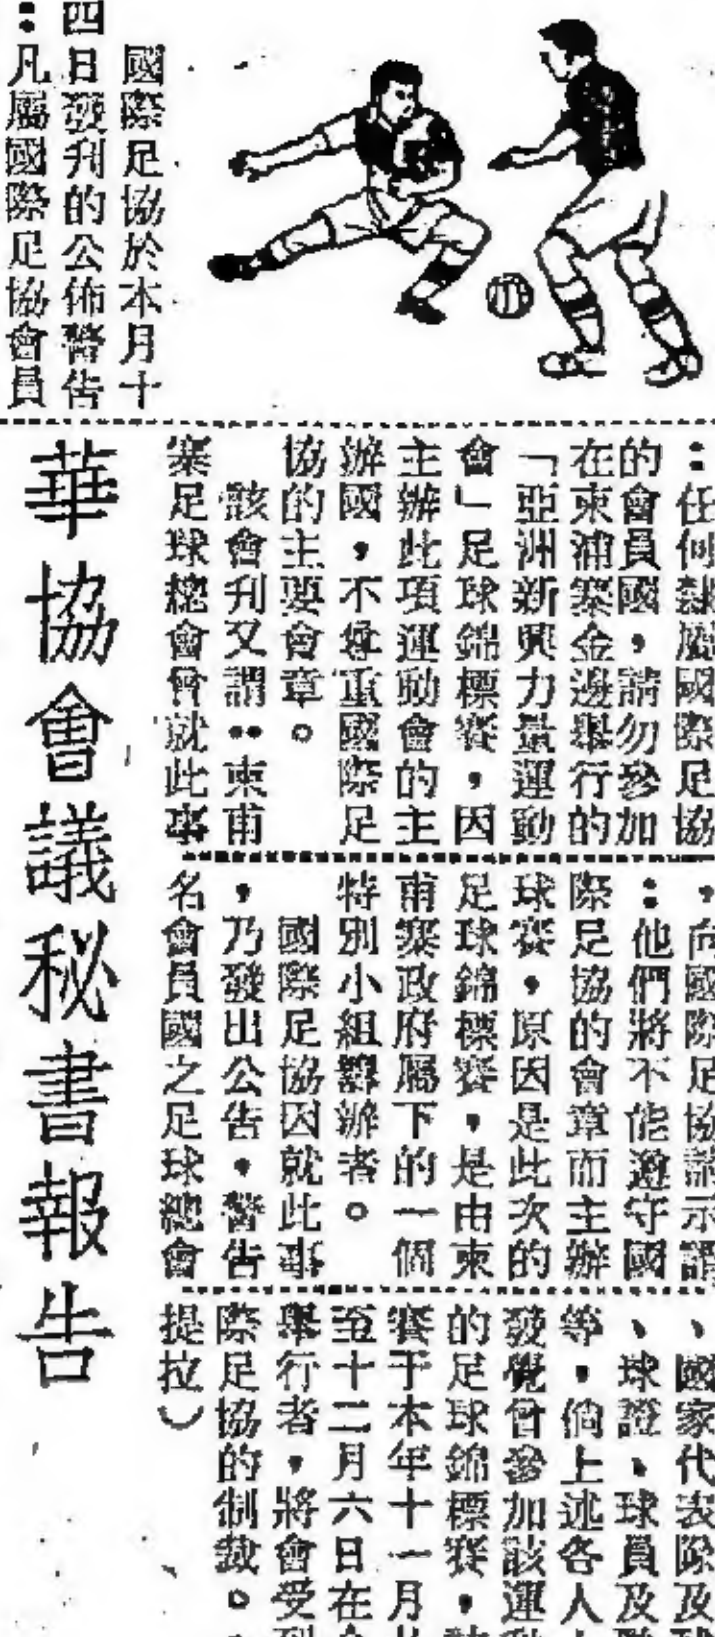 國際足協於本月十
四日發刋的公佈警告
：凡屬國際足協會員
：任何隸屬國際足協
的會員國，請勿參加
在柬浦寨金邊舉行的
「亞洲新興力量運動
會」足球錦標賽，因
主辦此項運動會的主
辦國，不尊重國際足
協的主要會章。
該會刋又謂：柬甫
寨足球總會曾就此事
，向國際足協請示謂
：他們將不能遵守國
際足協的會章而主辦
球賽，原因是此次的
足球錦標賽，是由柬
甫寨政府屬下的一個
特別小組籌辦者。
國際足協因就此事
，乃發出公告，警告
名會員國之足球總會
、國家代表隊及球
、球證、球員及職
等，倘上述各人
發覺曾參加該運動
的足球錦標賽，
賽于本年十一月
至十二月六日在金
舉行者，將會受到
際足協的制裁。
提拉）
華協會議秘書報告